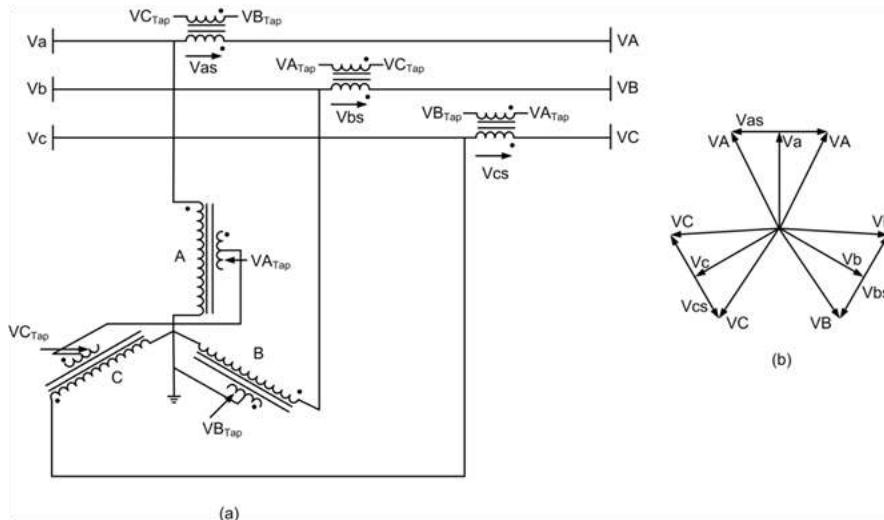 VC_Tap VB_Tap
Va VA
Vas
VA_Tap VC_Tap
Vb VB
Vbs
VB_Tap VA_Tap
Vc VC
Vcs
A
VA_Tap
VC_Tap
B
C
VB_Tap
(a)
Vas
VA Va VA
VC
Vc Vb
Vcs Vbs
VC VB
(b)